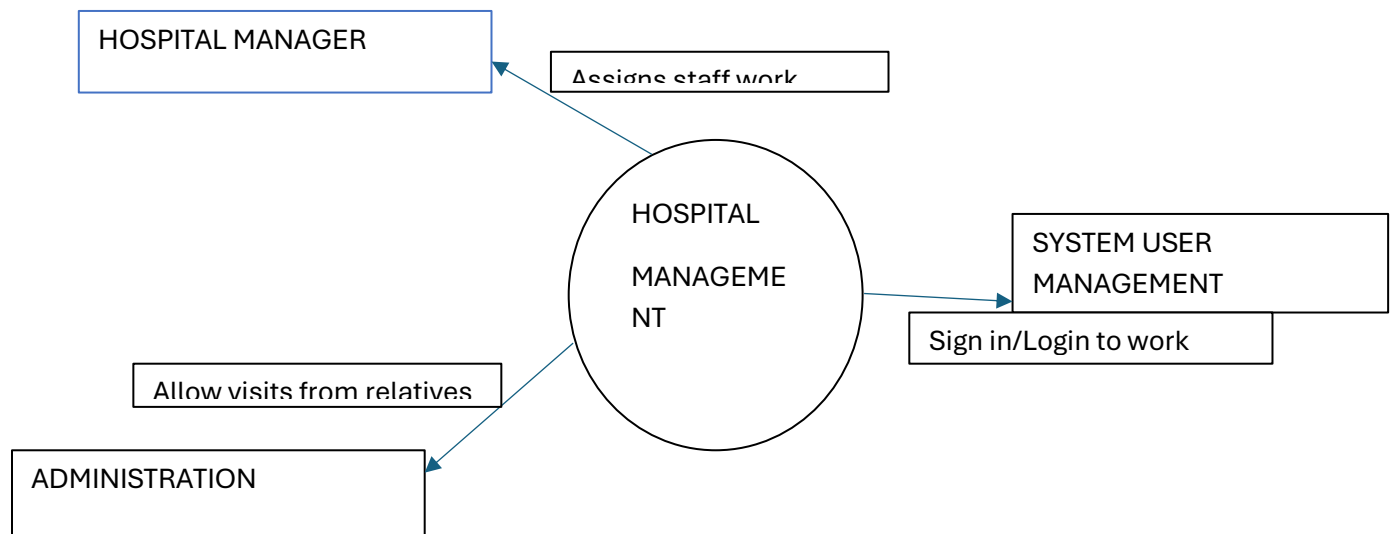 HOSPITAL MANAGER
Assigns staff work
HOSPITAL
MANAGEME
NT
SYSTEM USER
MANAGEMENT
Sign in/Login to work
Allow visits from relatives
ADMINISTRATION